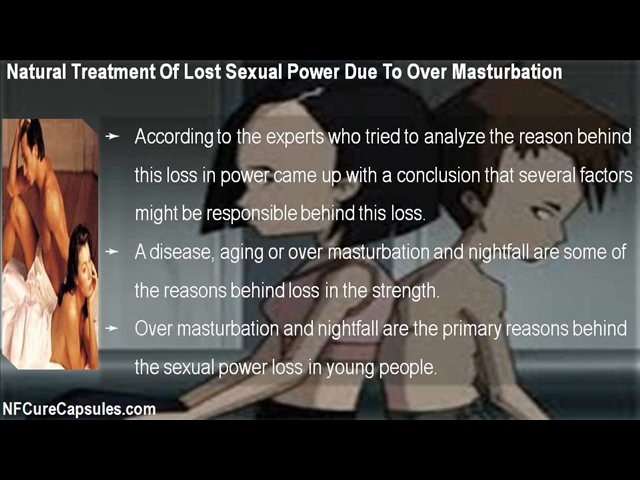 Natural Treatment Of Lost Sexual Power Due To Over Masturbation
According to the experts who tried to analyze the reason behind
this loss in power came up with a conclusion that several factors
might be responsible behind this loss.
A disease, aging or over masturbation and nightfall are some of
the reasons behind loss in the strength.
Over masturbation and nightfall are the primary reasons behind
the sexual power loss in young people.
NFCureCapsules.com